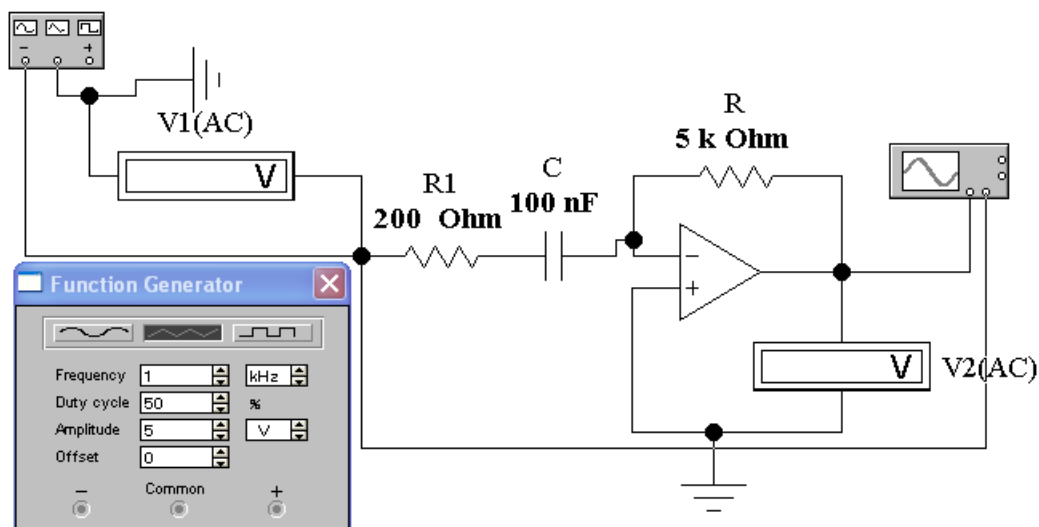 - +
V1(AC)
V
R1
200 Ohm
C
100 nF
R
5 k Ohm
-
+
V
V2(AC)
Function Generator
Frequency 1 kHz
Duty cycle 50 %
Amplitude 5 V
Offset 0
- Common +